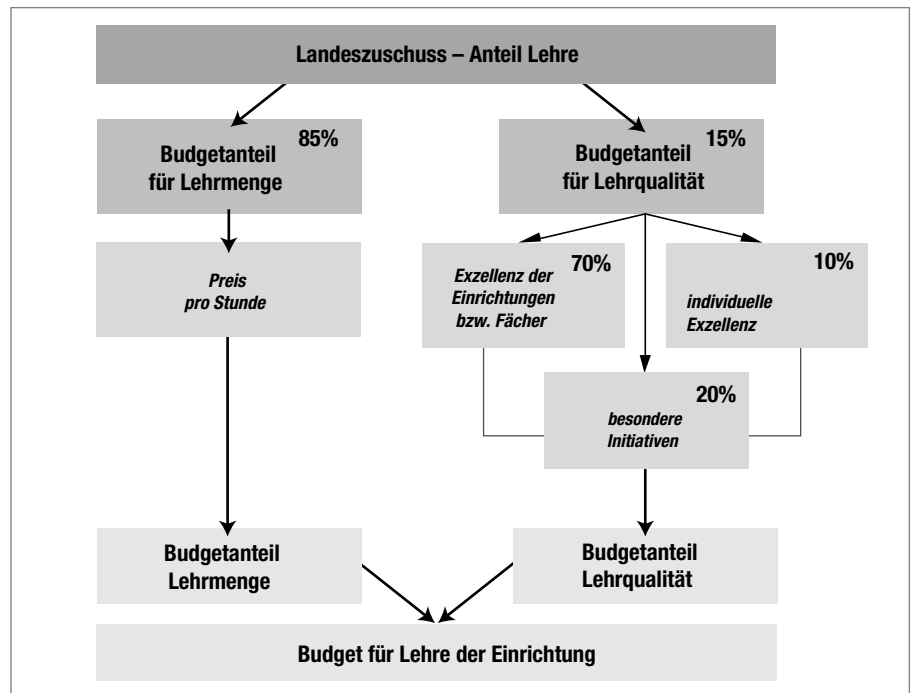 Landeszuschuss – Anteil Lehre
85%
Budgetanteil
für Lehrmenge
15%
Budgetanteil
für Lehrqualität
Preis
pro Stunde
70%
Exzellenz der
Einrichtungen
bzw. Fächer
10%
individuelle
Exzellenz
20%
besondere
Initiativen
Budgetanteil
Lehrmenge
Budgetanteil
Lehrqualität
Budget für Lehre der Einrichtung